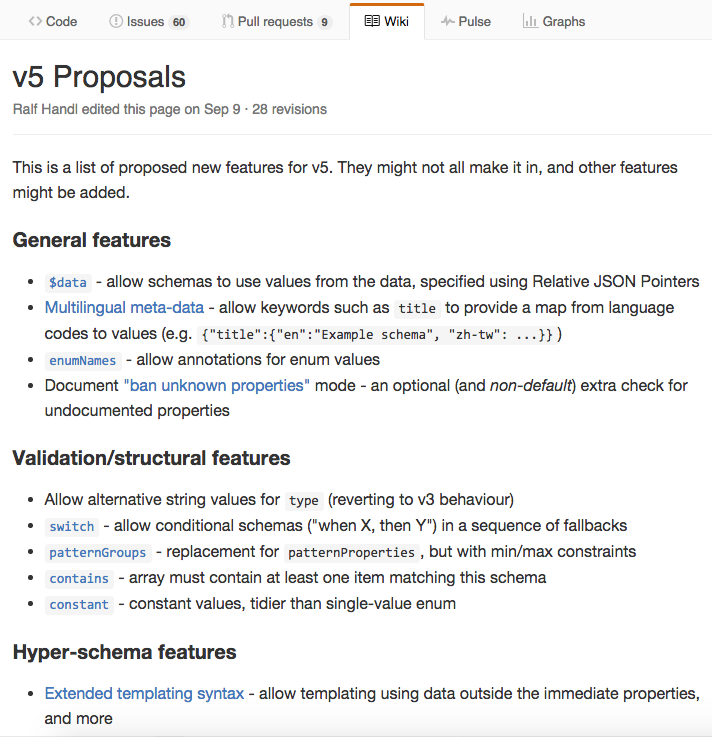 Code Issues 60 Pull requests 9 Wiki Pulse Graphs
v5 Proposals
Ralf Handl edited this page on Sep 9 · 28 revisions
This is a list of proposed new features for v5. They might not all make it in, and other features
might be added.
General features
• $data - allow schemas to use values from the data, specified using Relative JSON Pointers
• Multilingual meta-data - allow keywords such as title to provide a map from language
codes to values (e.g. {"title":{"en":"Example schema", "zh-tw": ...}} )
• enumNames - allow annotations for enum values
• Document "ban unknown properties" mode - an optional (and non-default) extra check for
undocumented properties
Validation/structural features
• Allow alternative string values for type (reverting to v3 behaviour)
• switch - allow conditional schemas ("when X, then Y") in a sequence of fallbacks
• patternGroups - replacement for patternProperties , but with min/max constraints
• contains - array must contain at least one item matching this schema
• constant - constant values, tidier than single-value enum
Hyper-schema features
• Extended templating syntax - allow templating using data outside the immediate properties,
and more